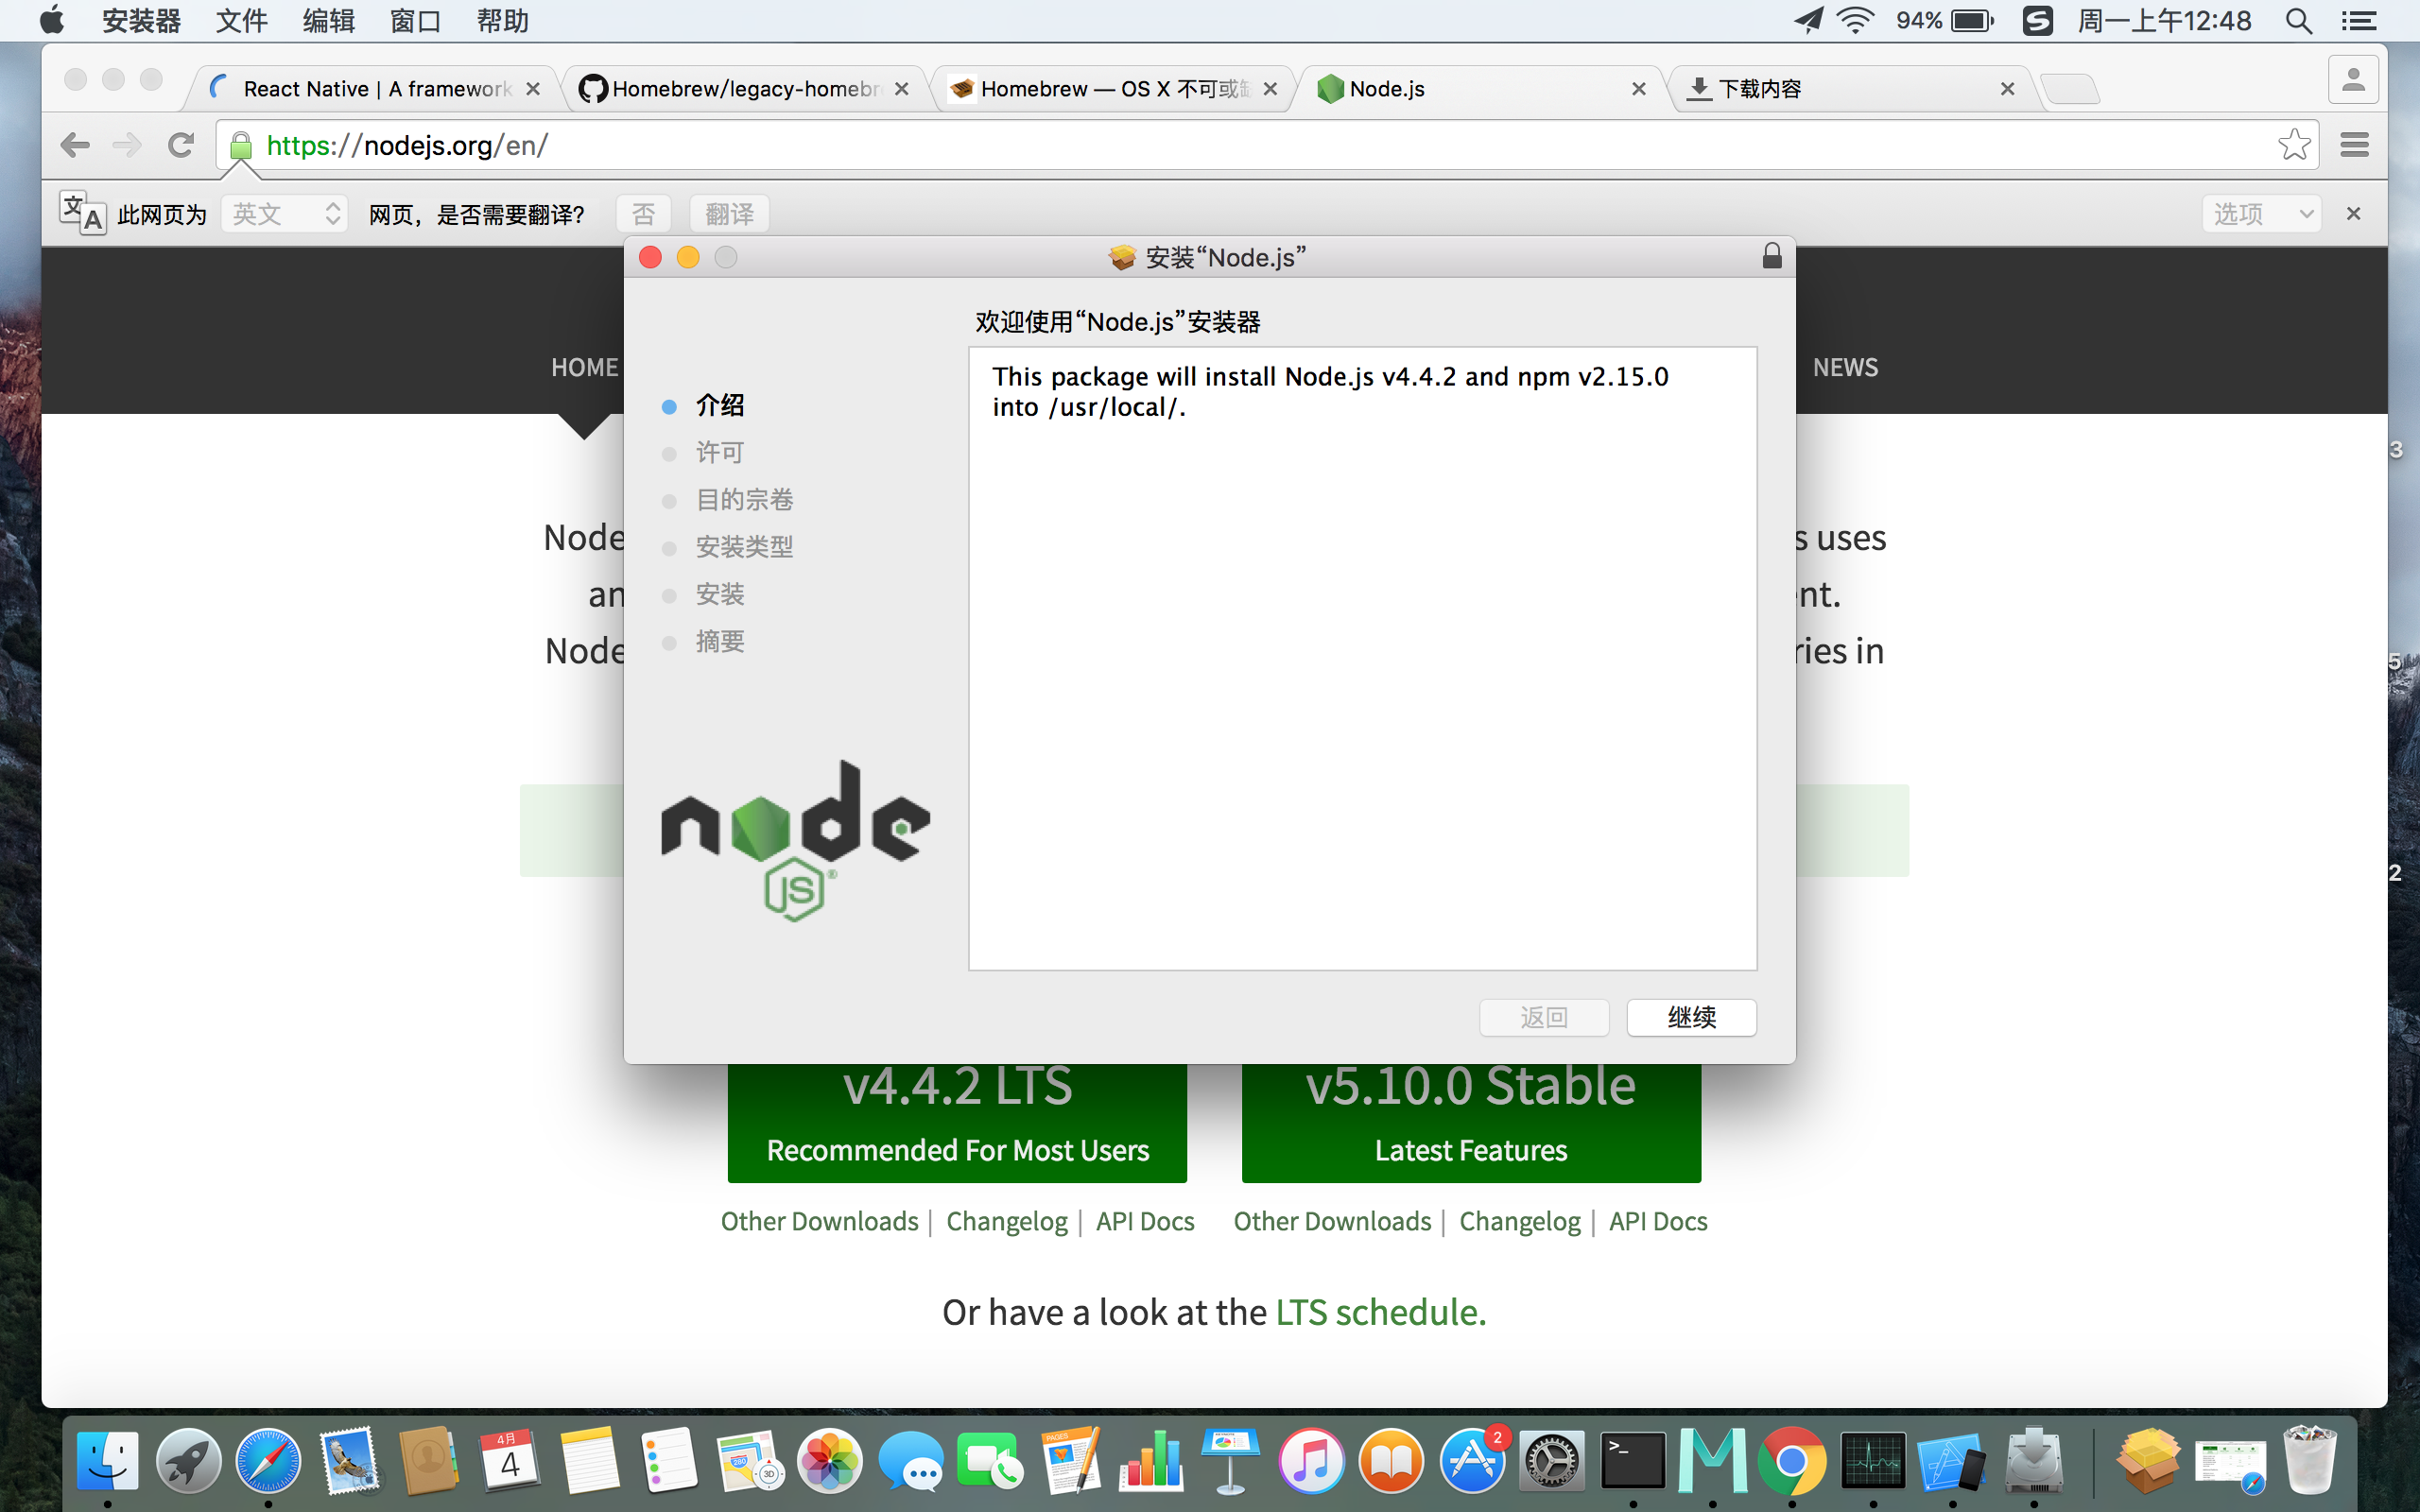 安装器 文件 编辑 窗口 帮助 94% 周一上午12:48
React Native | A framework Homebrew/legacy-homebr Homebrew — OS X 不可或缺 Node.js 下载内容
https://nodejs.org/en/
此网页为 英文 网页，是否需要翻译? 否 翻译 选项
安装“Node.js”
HOME NEWS
欢迎使用“Node.js”安装器
This package will install Node.js v4.4.2 and npm v2.15.0
into /usr/local/.
介绍
许可
目的宗卷
安装类型
安装
摘要
Node s uses
an nt.
Node ries in
3
5
2
node
JS
返回 继续
v4.4.2 LTS v5.10.0 Stable
Recommended For Most Users Latest Features
Other Downloads | Changelog | API Docs Other Downloads | Changelog | API Docs
Or have a look at the LTS schedule.
4月
4
280
3D
PAGES
2
>_